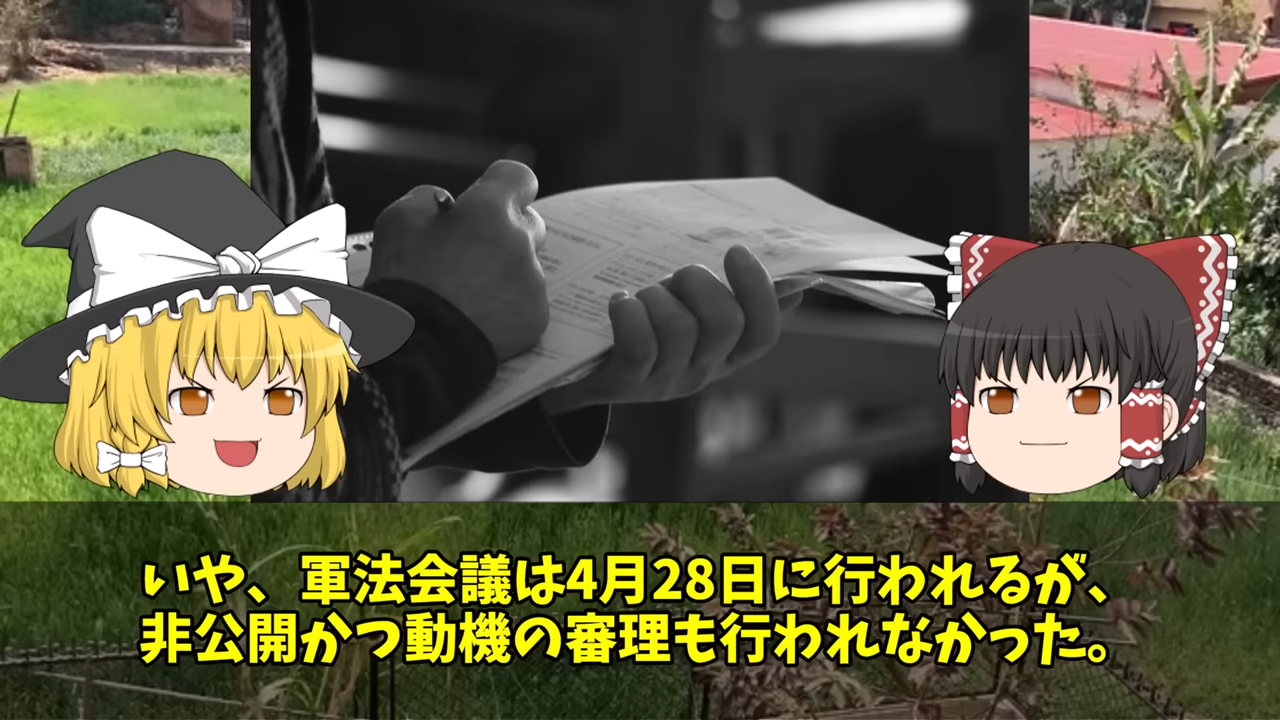 いや、軍法会議は4月28日に行われるが、
非公開かつ動機の審理も行われなかった。